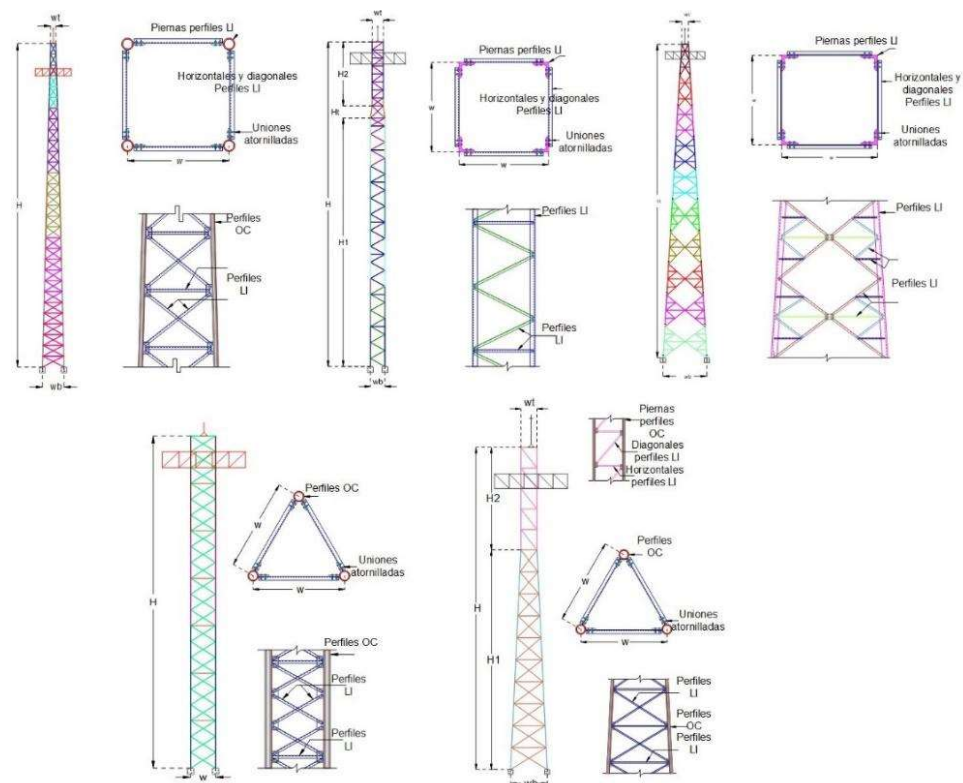 wt
Piernas perfiles LI
Horizontales y diagonales
Perfiles LI
Uniones
atornilladas
w
H
Perfiles
OC
Perfiles
LI
wb
wt
H2
Ht
H
H1
Piernas perfiles LI
w
Horizontales y diagonales
Perfiles LI
Uniones
atornilladas
w
Perfiles LI
Perfiles
LI
wb
Piernas perfiles LI
Horizontales y
diagonales
Perfiles LI
Uniones
atornilladas
Perfiles LI
Perfiles LI
H
w
Perfiles OC
w
Uniones
atornilladas
w
Perfiles OC
Perfiles
LI
Perfiles
LI
wt
H2
H
H1
Piernas
perfiles
OC
Diagonales
perfiles LI
Horizontales
perfiles LI
Perfiles
OC
w
Uniones
atornilladas
w
Perfiles
LI
Perfiles
OC
Perfiles
LI
wb